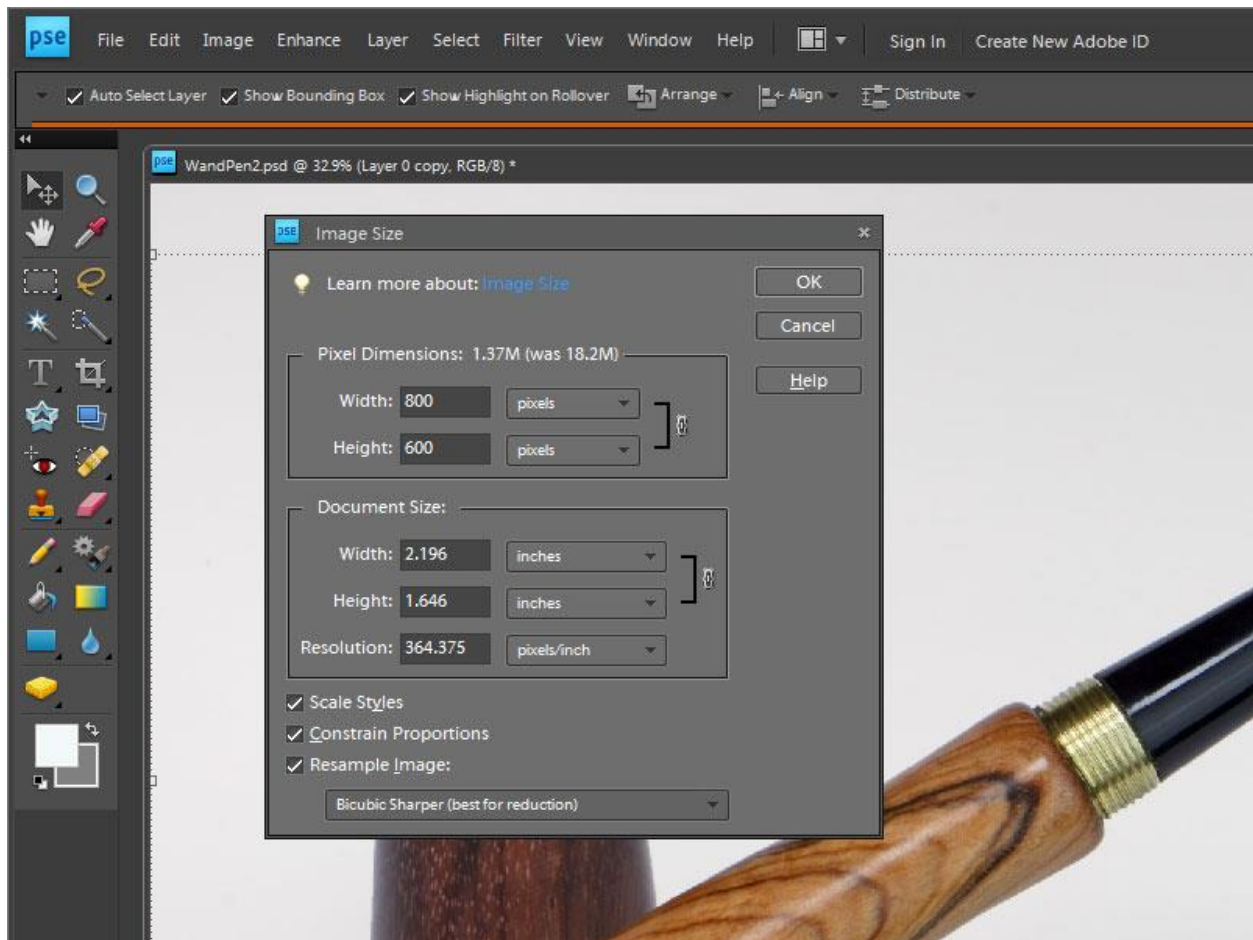 pse File Edit Image Enhance Layer Select Filter View Window Help Sign In Create New Adobe ID
Auto Select Layer Show Bounding Box Show Highlight on Rollover Arrange Align Distribute
pse WandPen2.psd @ 32.9% (Layer 0 copy, RGB/8) *
pse Image Size
Learn more about: Image Size
OK
Cancel
Help
Pixel Dimensions: 1.37M (was 18.2M)
Width: 800 pixels
Height: 600 pixels
Document Size:
Width: 2.196 inches
Height: 1.646 inches
Resolution: 364.375 pixels/inch
Scale Styles
Constrain Proportions
Resample Image:
Bicubic Sharper (best for reduction)
T